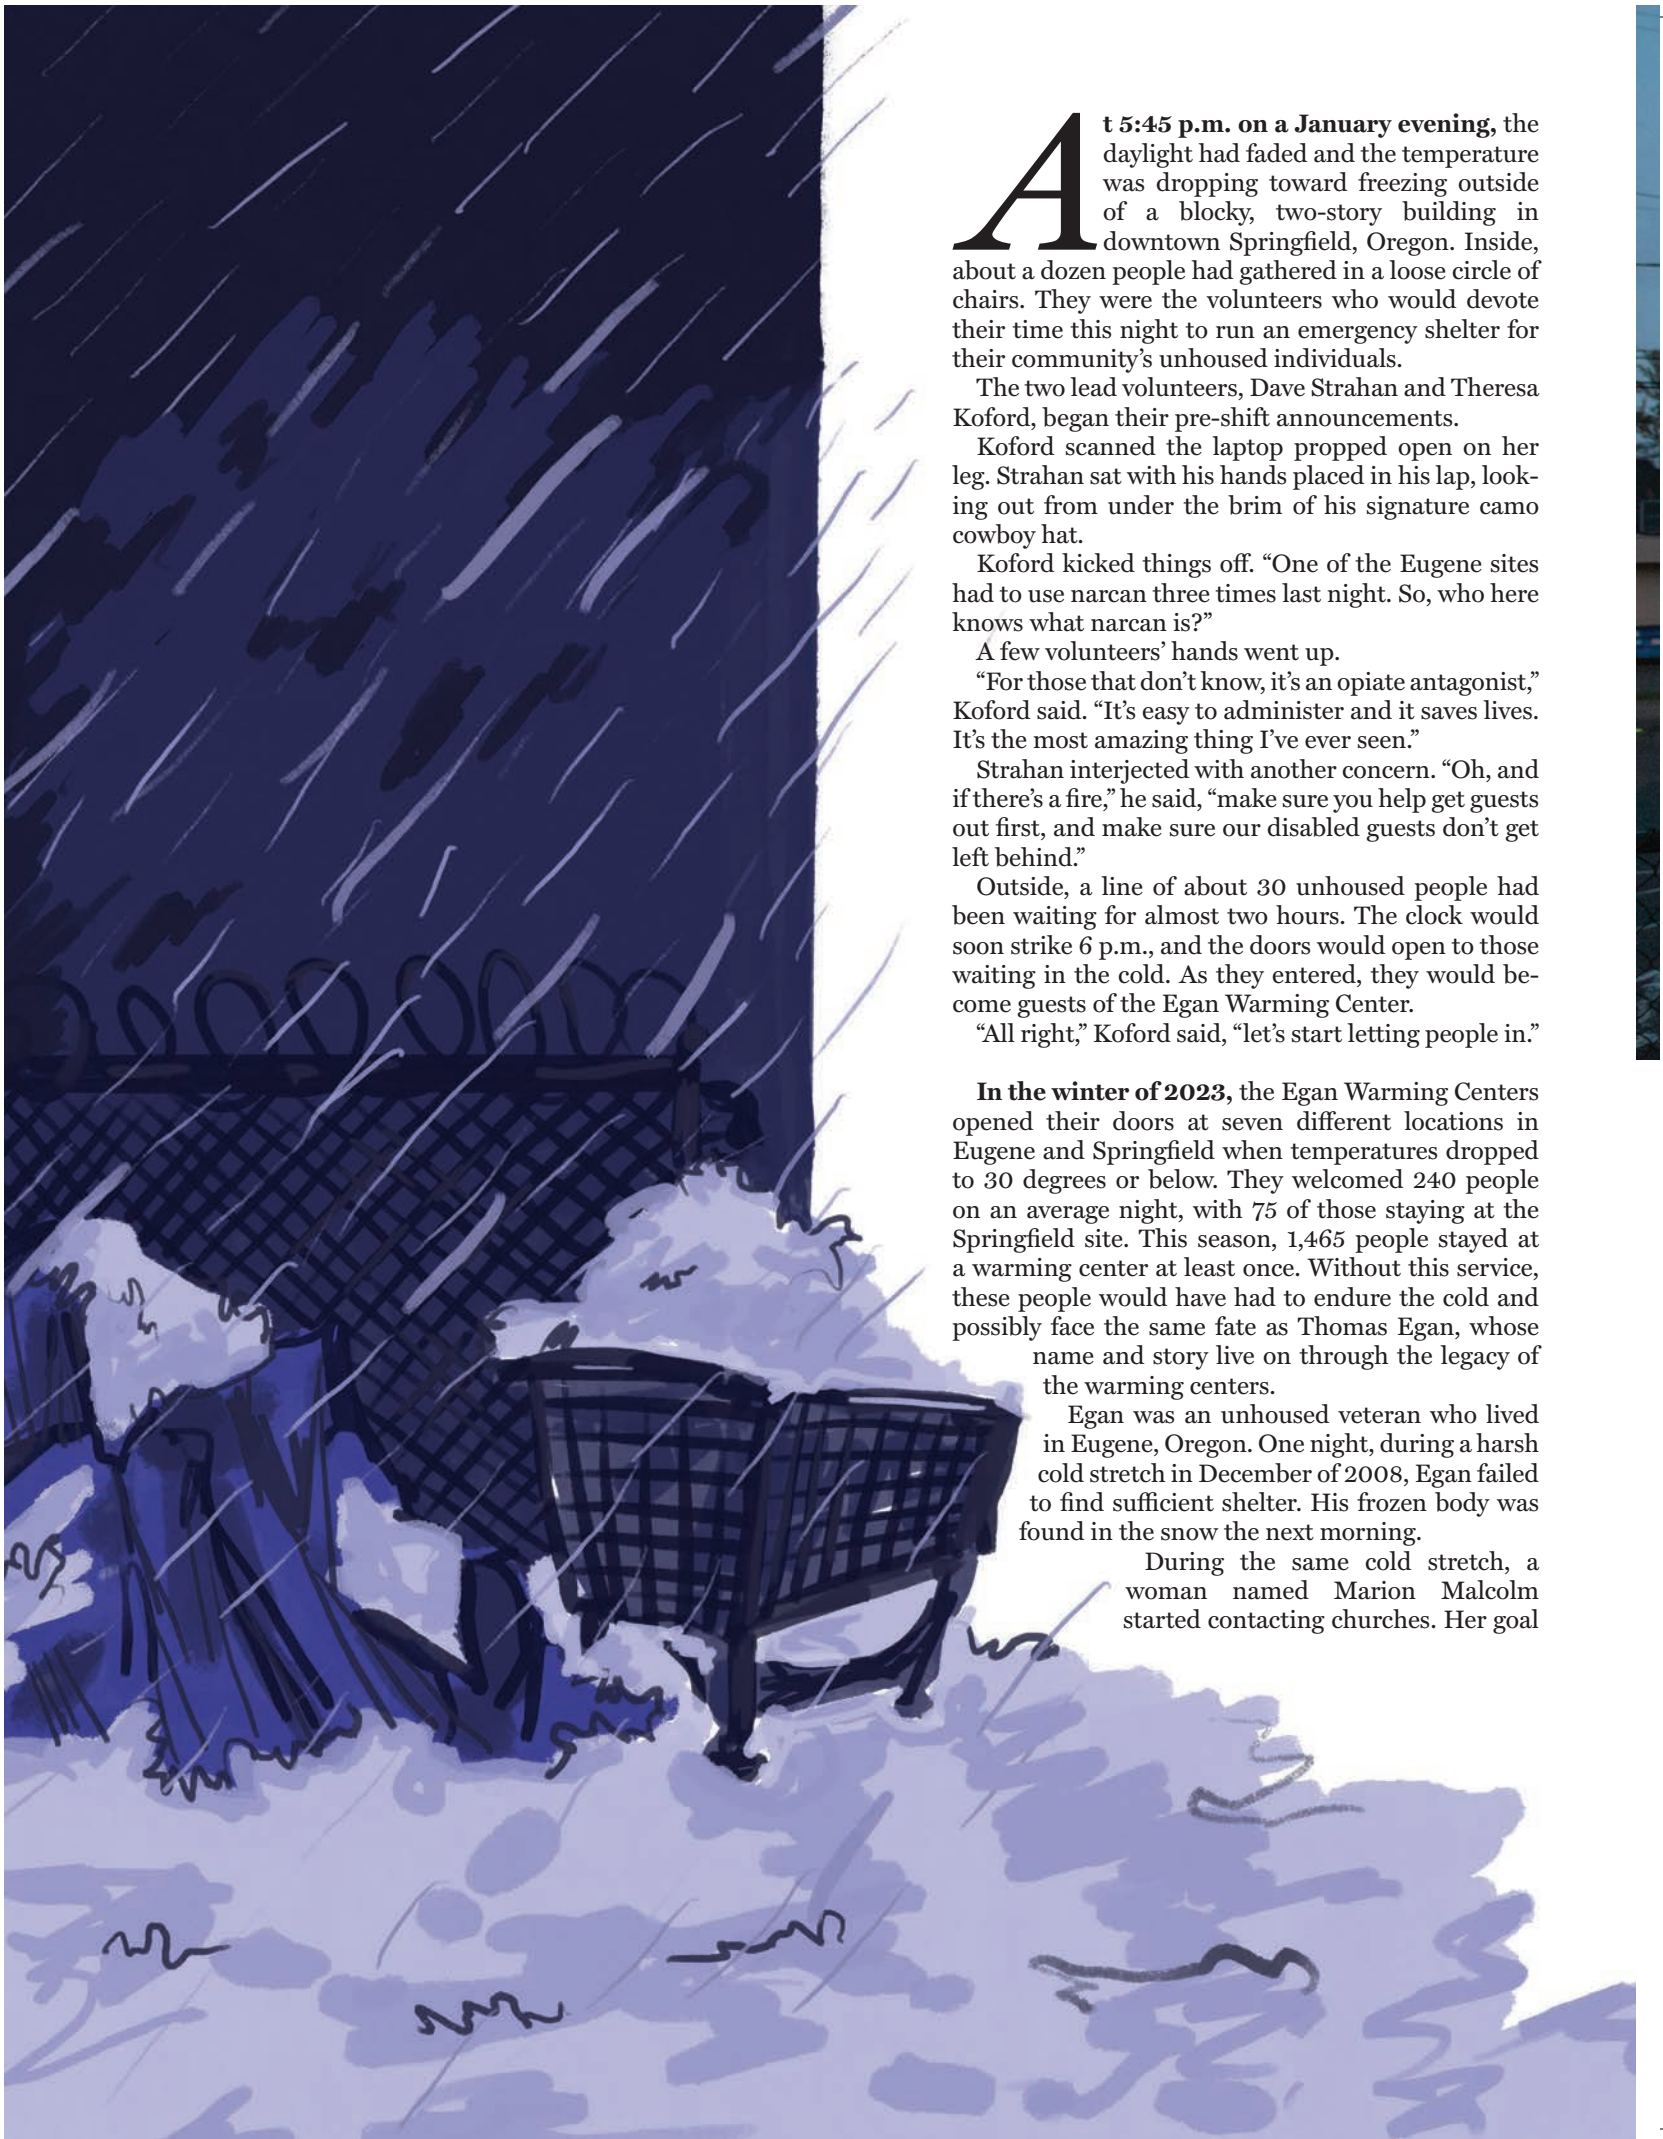 At 5:45 p.m. on a January evening, the
daylight had faded and the temperature
was dropping toward freezing outside
of a blocky, two-story building in
downtown Springfield, Oregon. Inside,
about a dozen people had gathered in a loose circle of
chairs. They were the volunteers who would devote
their time this night to run an emergency shelter for
their community’s unhoused individuals.
The two lead volunteers, Dave Strahan and Theresa
Koford, began their pre-shift announcements.
Koford scanned the laptop propped open on her
leg. Strahan sat with his hands placed in his lap, look-
ing out from under the brim of his signature camo
cowboy hat.
Koford kicked things off. “One of the Eugene sites
had to use narcan three times last night. So, who here
knows what narcan is?”
A few volunteers’ hands went up.
“For those that don’t know, it’s an opiate antagonist,”
Koford said. “It’s easy to administer and it saves lives.
It’s the most amazing thing I’ve ever seen.”
Strahan interjected with another concern. “Oh, and
if there’s a fire,” he said, “make sure you help get guests
out first, and make sure our disabled guests don’t get
left behind.”
Outside, a line of about 30 unhoused people had
been waiting for almost two hours. The clock would
soon strike 6 p.m., and the doors would open to those
waiting in the cold. As they entered, they would be-
come guests of the Egan Warming Center.
“All right,” Koford said, “let’s start letting people in.”
In the winter of 2023, the Egan Warming Centers
opened their doors at seven different locations in
Eugene and Springfield when temperatures dropped
to 30 degrees or below. They welcomed 240 people
on an average night, with 75 of those staying at the
Springfield site. This season, 1,465 people stayed at
a warming center at least once. Without this service,
these people would have had to endure the cold and
possibly face the same fate as Thomas Egan, whose
name and story live on through the legacy of
the warming centers.
Egan was an unhoused veteran who lived
in Eugene, Oregon. One night, during a harsh
cold stretch in December of 2008, Egan failed
to find sufficient shelter. His frozen body was
found in the snow the next morning.
During the same cold stretch, a
woman named Marion Malcolm
started contacting churches. Her goal